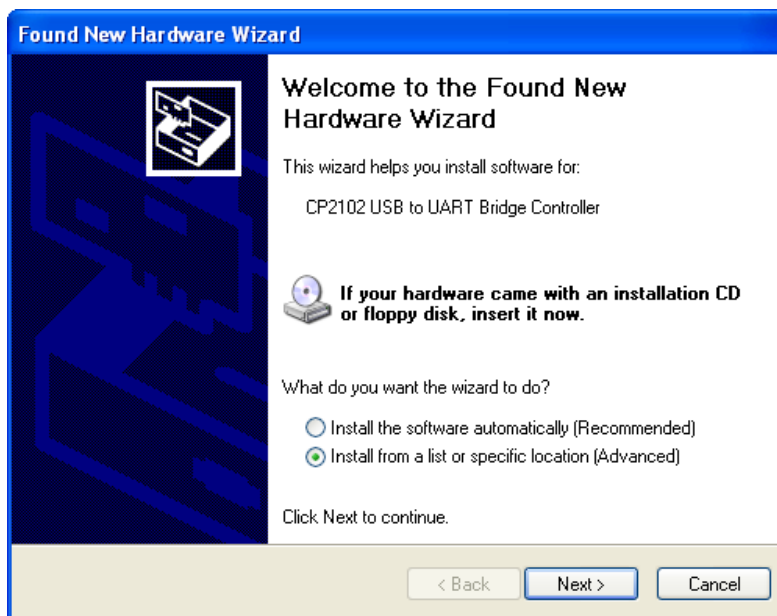 Found New Hardware Wizard
Welcome to the Found New
Hardware Wizard
This wizard helps you install software for:
CP2102 USB to UART Bridge Controller
If your hardware came with an installation CD
or floppy disk, insert it now.
What do you want the wizard to do?
Install the software automatically (Recommended)
Install from a list or specific location (Advanced)
Click Next to continue.
< Back Next > Cancel